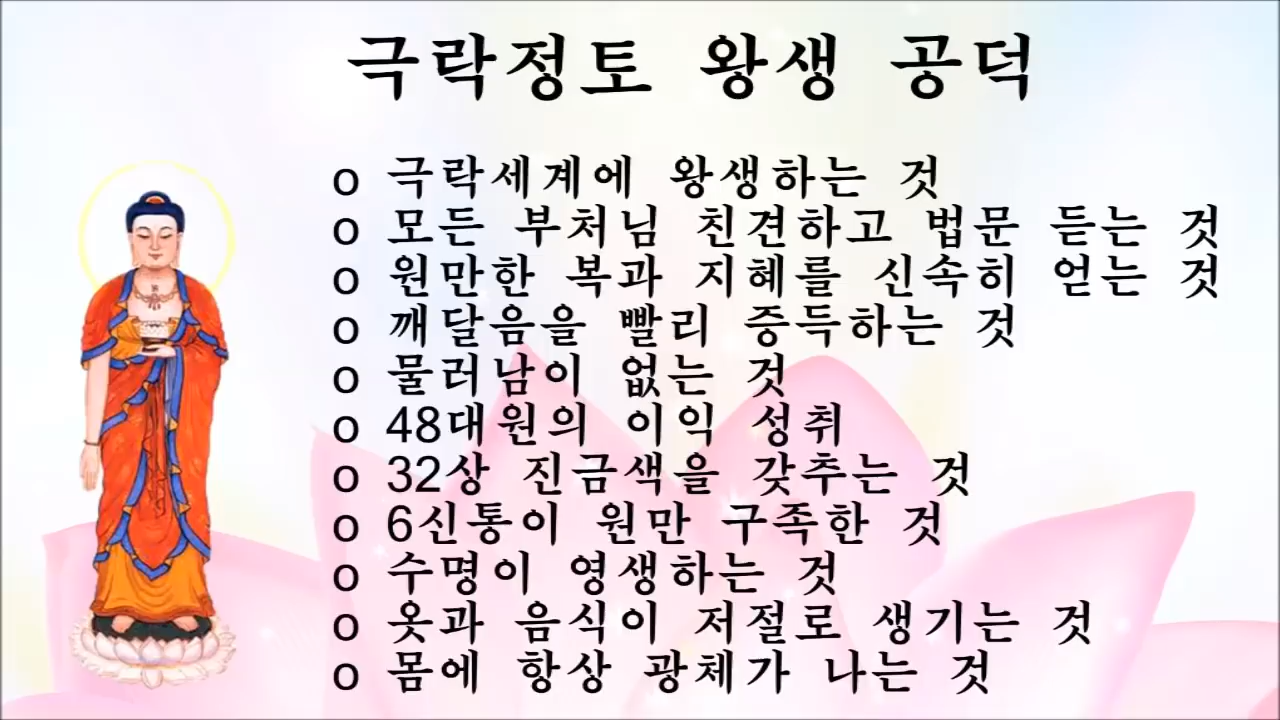 극락정토 왕생 공덕
o 극락세계에 왕생하는 것
o 모든 부처님 친견하고 법문 듣는 것
o 원만한 복과 지혜를 신속히 얻는 것
o 깨달음을 빨리 증득하는 것
o 물러남이 없는 것
o 48대원의 이익 성취
o 32상 진금색을 갖추는 것
o 6신통이 원만 구족한 것
o 수명이 영생하는 것
o 옷과 음식이 저절로 생기는 것
o 몸에 항상 광체가 나는 것